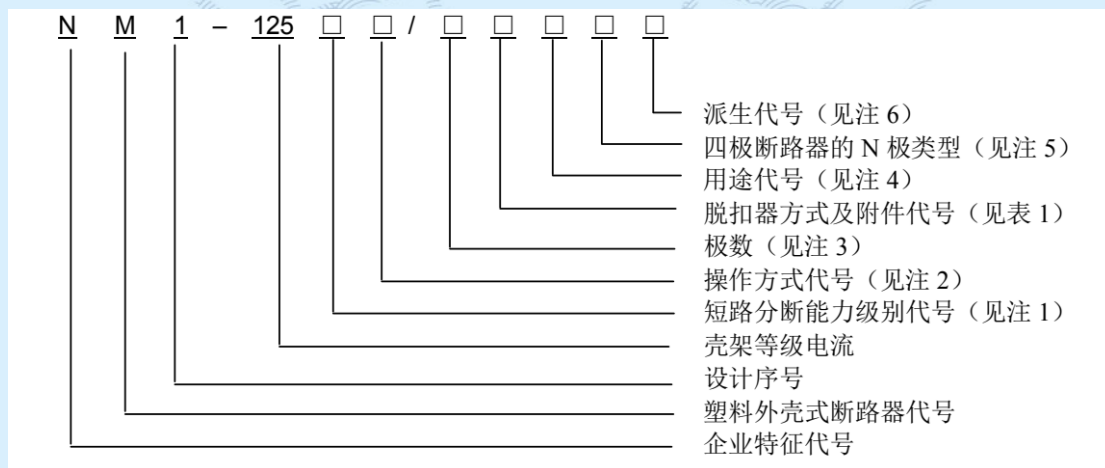 N M 1 – 125 □ □ / □ □ □ □ □
派生代号（见注 6）
四极断路器的 N 极类型（见注 5）
用途代号（见注 4）
脱扣器方式及附件代号（见表 1）
极数（见注 3）
操作方式代号（见注 2）
短路分断能力级别代号（见注 1）
壳架等级电流
设计序号
塑料外壳式断路器代号
企业特征代号